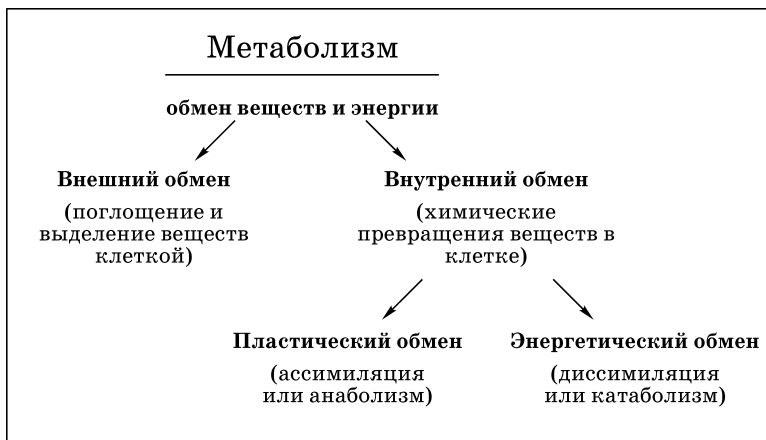 Метаболизм
обмен веществ и энергии
Внешний обмен
(поглощение и
выделение веществ
клеткой)
Внутренний обмен
(химические
превращения веществ в
клетке)
Пластический обмен
(ассимиляция
или анаболизм)
Энергетический обмен
(диссимиляция
или катаболизм)